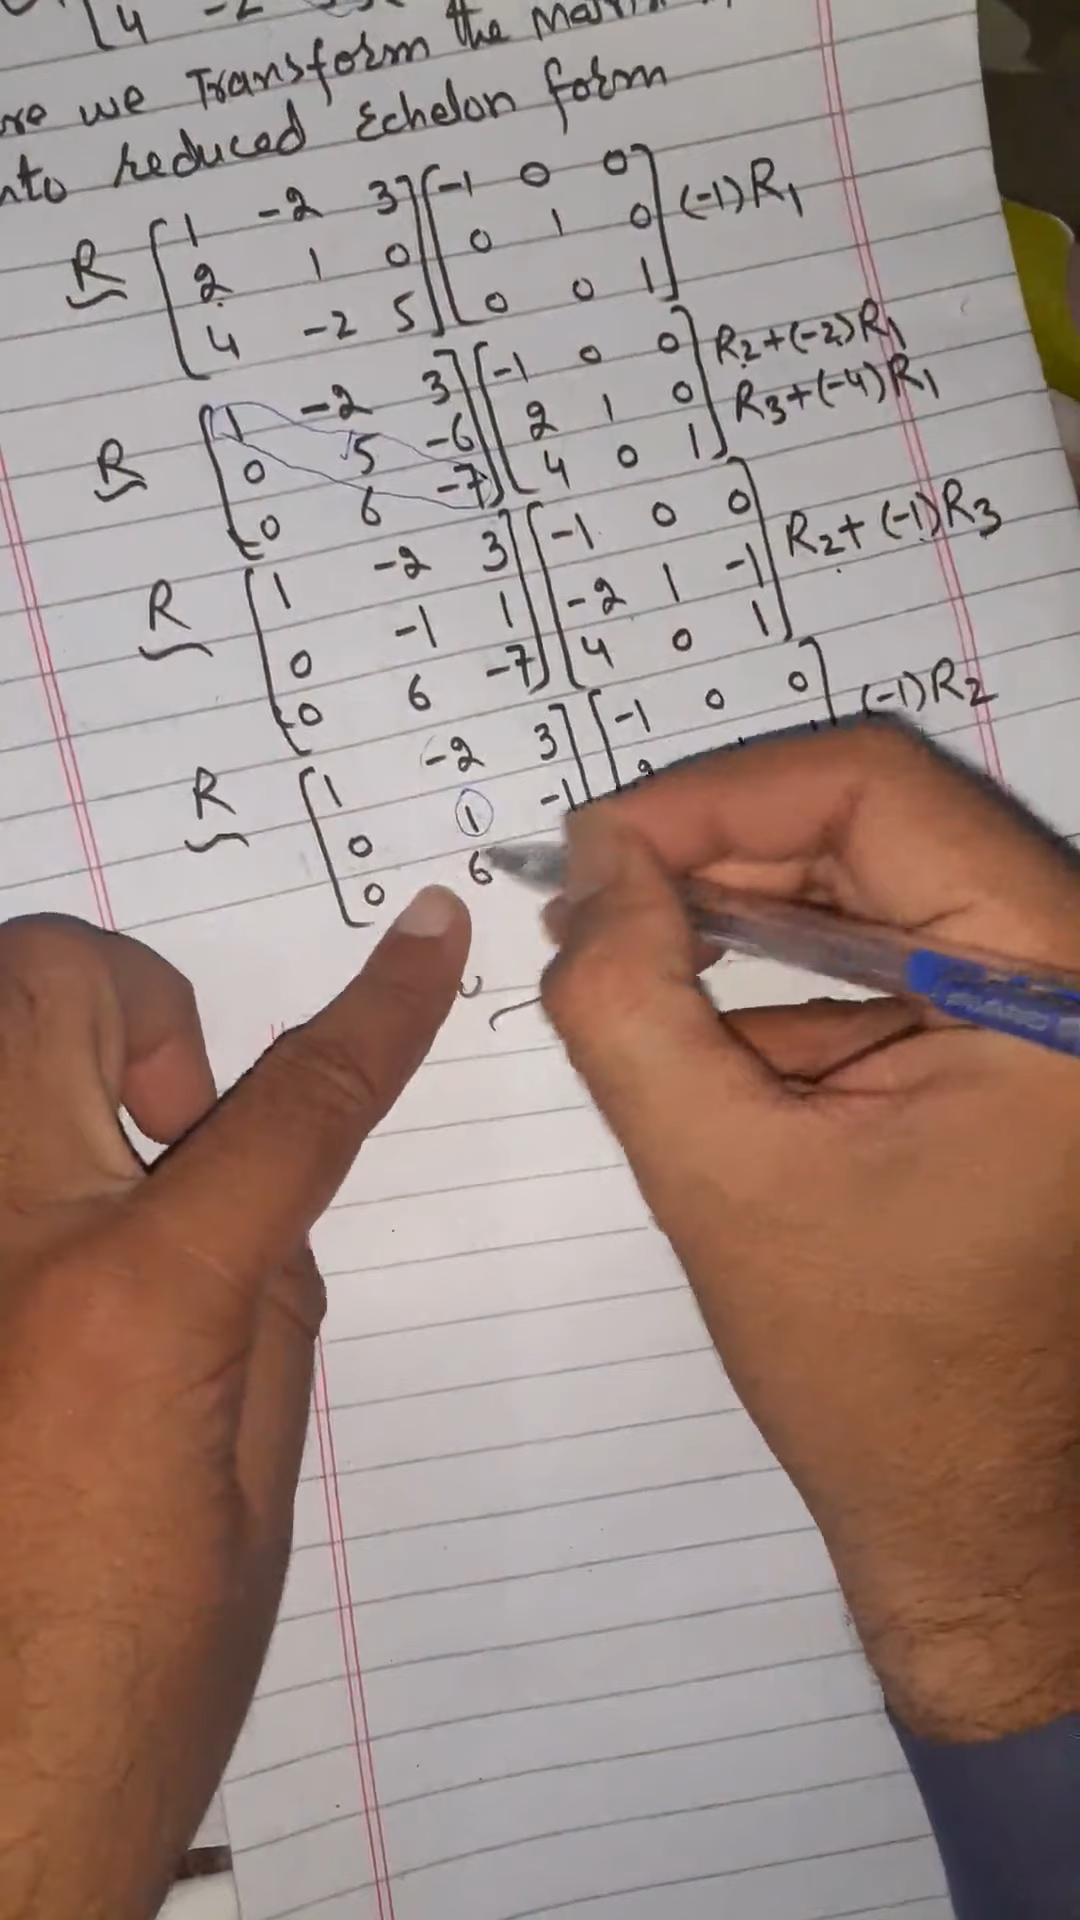 4 -2
we Transform the
reduced Echelon form
R [1 -2 3] [-1 0 0] (-1)R₁
[2 1 0] [0 1 0]
[4 -2 5] [0 0 1]
R [1 -2 3] [-1 0 0] R₂+(-2)R₁
[0 5 -6] [2 1 0] R₃+(-4)R₁
[0 6 -7] [4 0 1]
R [1 -2 3] [-1 0 0] R₂+(-1)R₃
[0 -1 1] [-2 1 -1]
[0 6 -7] [4 0 1]
R [1 -2 3] [-1 0 0] (-1)R₂
[0 1 -1] [2
[0 6